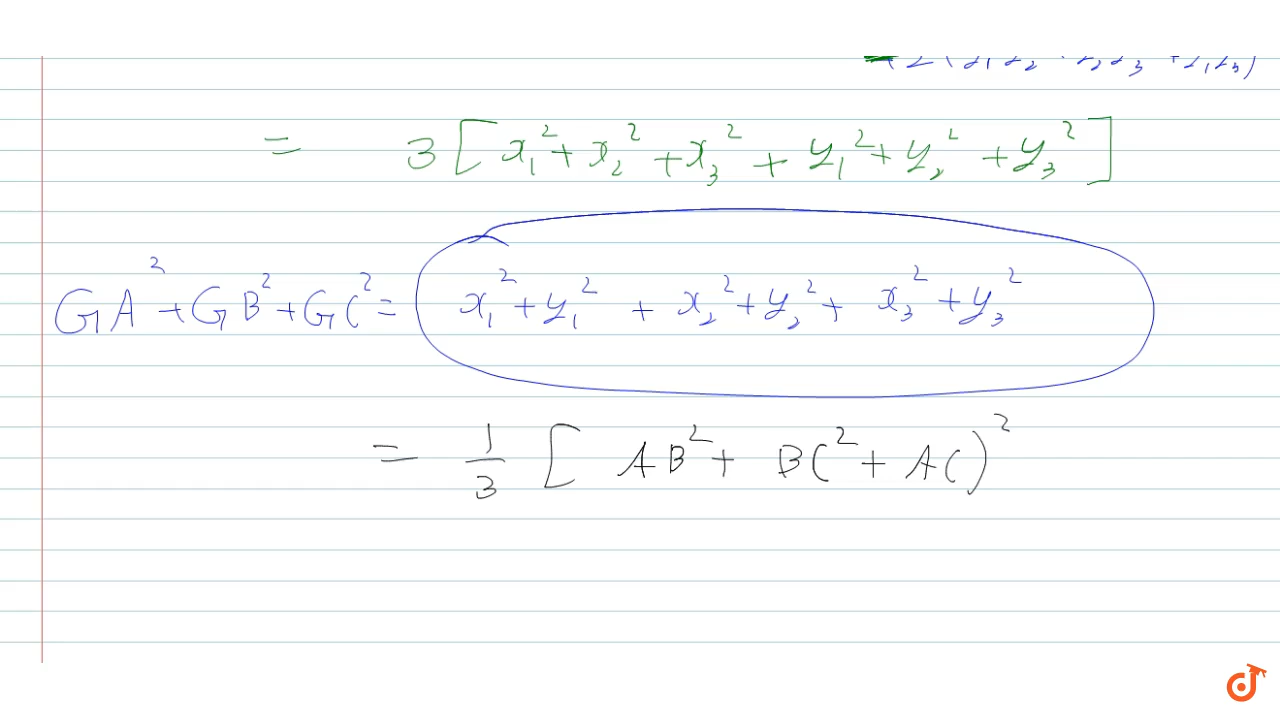 = 3 [ x₁² + x₂² + x₃² + y₁² + y₂² + y₃² ]
GA² + GB² + GC² = x₁² + y₁² + x₂² + y₂² + x₃² + y₃²
= 1/3 [ AB² + BC² + AC )²